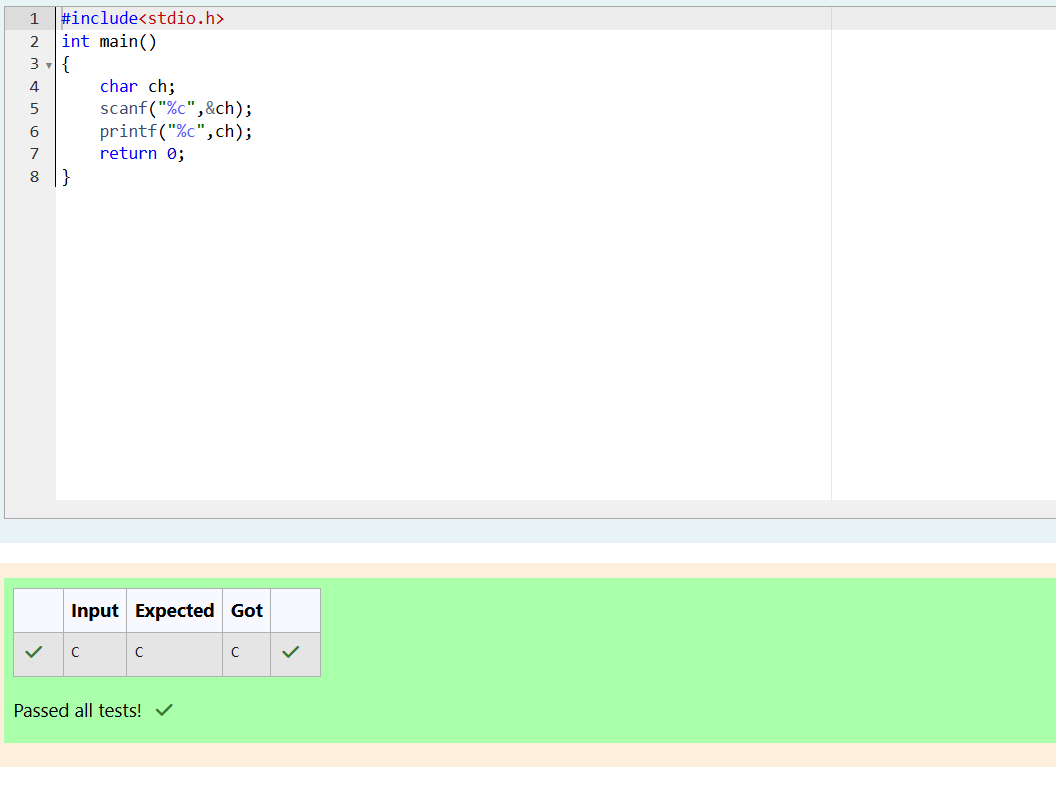 1 #include<stdio.h>
2 int main()
3 {
4     char ch;
5     scanf("%c",&ch);
6     printf("%c",ch);
7     return 0;
8 }
Input Expected Got
C C C
Passed all tests!